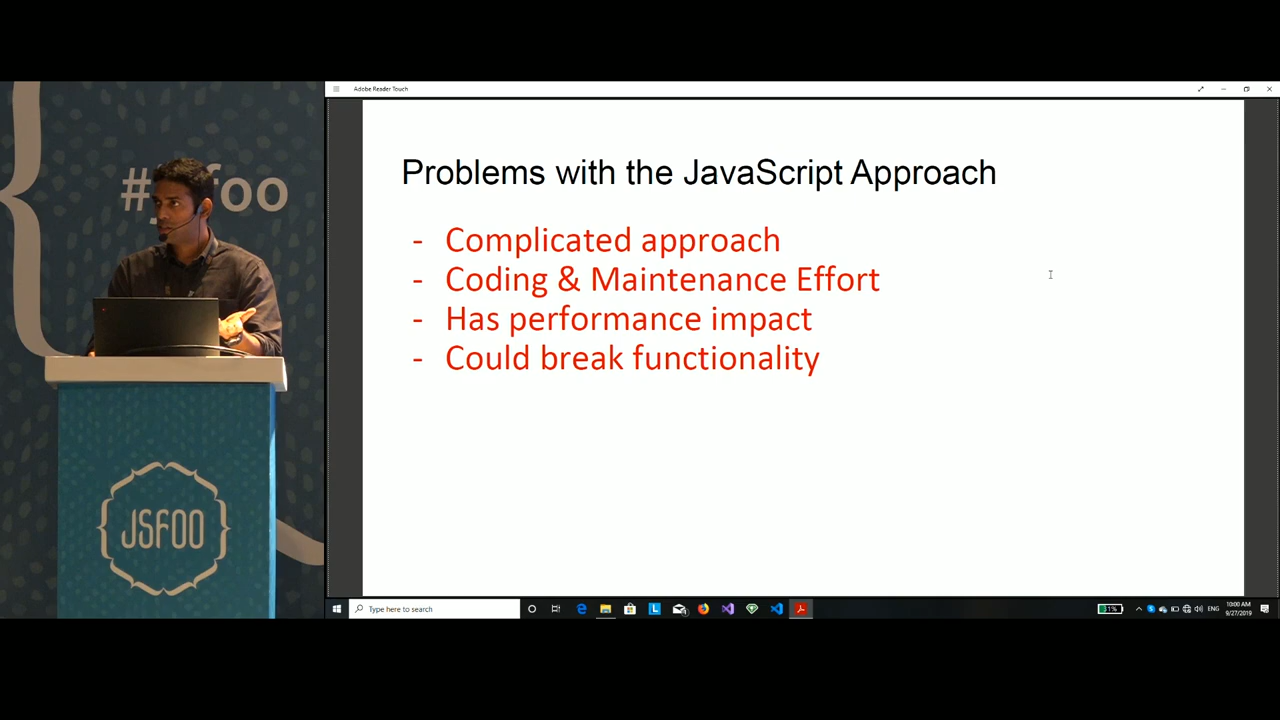 Adobe Reader Touch
Problems with the JavaScript Approach
- Complicated approach
- Coding & Maintenance Effort
- Has performance impact
- Could break functionality
JSFOO
Type here to search
ENG
10:00 AM
9/27/2019